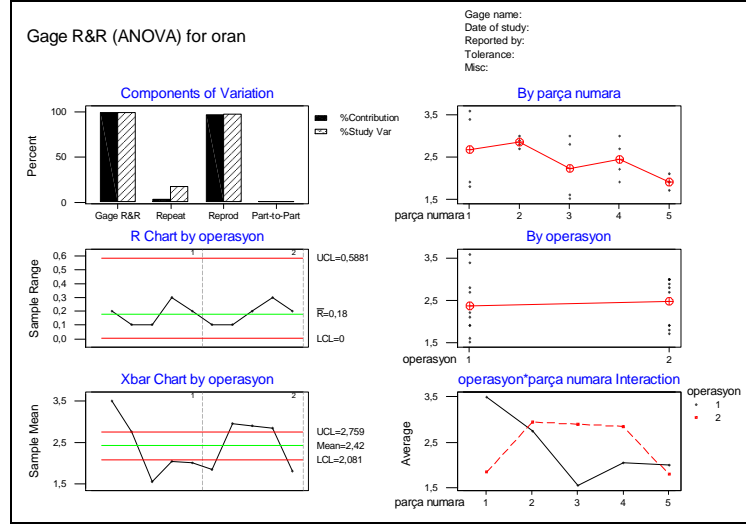 Gage R&R (ANOVA) for oran
Gage name:
Date of study:
Reported by:
Tolerance:
Misc:
Components of Variation
Percent
100
50
0
Gage R&R
Repeat
Reprod
Part-to-Part
%Contribution
%Study Var
By parça numara
3,5
2,5
1,5
parça numara
1
2
3
4
5
R Chart by operasyon
Sample Range
0,6
0,5
0,4
0,3
0,2
0,1
0,0
1
2
UCL=0,5881
R=0,18
LCL=0
By operasyon
3,5
2,5
1,5
operasyon
1
2
Xbar Chart by operasyon
Sample Mean
3,5
2,5
1,5
1
2
UCL=2,759
Mean=2,42
LCL=2,081
operasyon*parça numara Interaction
Average
3,5
2,5
1,5
parça numara
1
2
3
4
5
operasyon
1
2